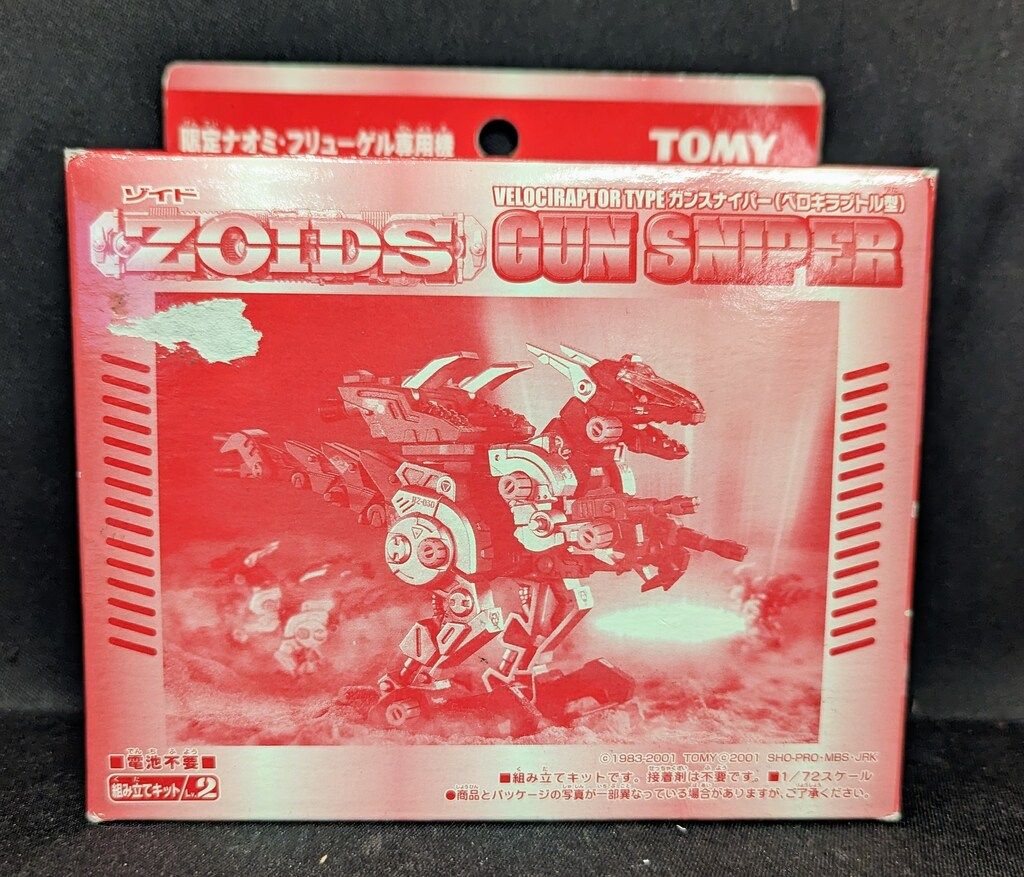 限定ナオミ・フリューゲル専用機
TOMY
ゾイド
ZOIDS
VELOCIRAPTOR TYPE ガンスナイパー(ベロキラプトル型)
GUN SNIPER
RZ-030
■電池不要■
組み立てキット/Lv.2
©1983-2001 TOMY ©2001 SHO-PRO・MBS・JRK
■組み立てキットです。接着剤は不要です。 ■1/72スケール
●商品とパッケージの写真が一部異なっている場合がありますが、ご了承ください。